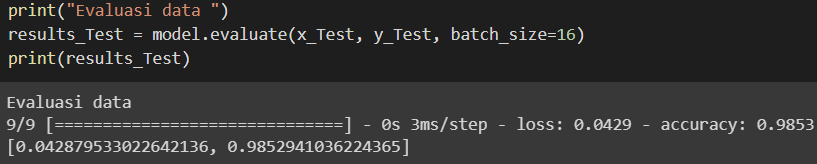 print("Evaluasi data ")
results_Test = model.evaluate(x_Test, y_Test, batch_size=16)
print(results_Test)
Evaluasi data
9/9 [==============================] - 0s 3ms/step - loss: 0.0429 - accuracy: 0.9853
[0.042879533022642136, 0.9852941036224365]